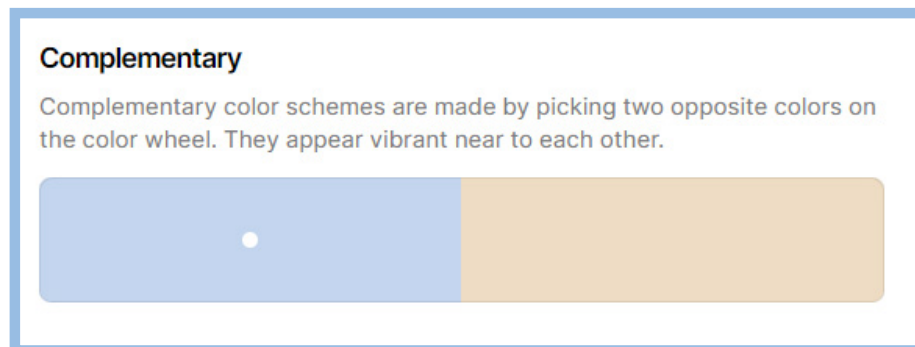 Complementary
Complementary color schemes are made by picking two opposite colors on
the color wheel. They appear vibrant near to each other.